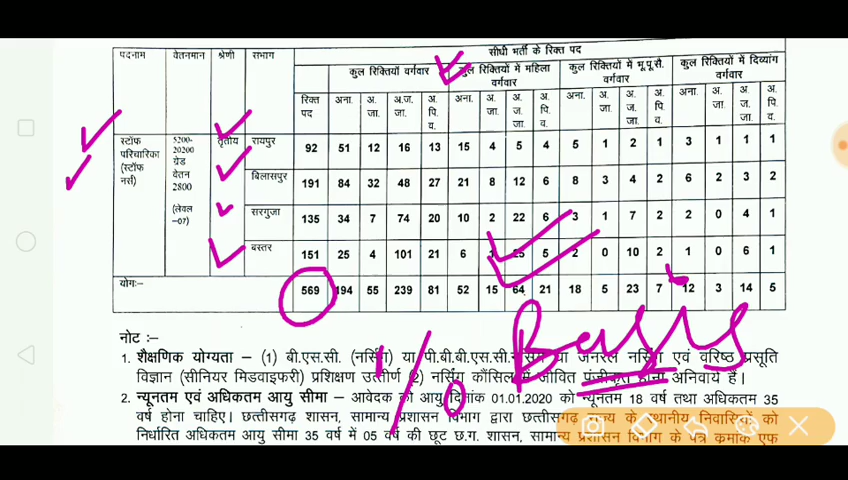 सीधी भर्ती के रिक्त पद
पदनाम वेतनमान श्रेणी सभाग कुल रिक्तियों वर्गवार कुल रिक्तियों में महिला वर्गवार कुल रिक्तियों में भू.पू.सै. वर्गवार कुल रिक्तियों में दिव्यांग वर्गवार
रिक्त पद अना. अ. जा. अ.ज. जा. अ. पि. व. अना. अ. जा. अ. ज. जा. अ. पि. व. अना. अ. जा. अ. ज. जा. अ. पि. व. अना. अ. जा. अ. ज. जा. अ. पि. व.
स्टॉफ परिचारिका (स्टॉफ नर्स) 5200-20200 ग्रेड वेतन 2800 (लेवल -07) तृतीय
रायपुर 92 51 12 16 13 15 4 5 4 5 1 2 1 3 1 1 1
बिलासपुर 191 84 32 48 27 21 8 12 6 8 3 4 2 6 2 3 2
सरगुजा 135 34 7 74 20 10 2 22 6 3 1 7 2 2 0 4 1
बस्तर 151 25 4 101 21 6 25 5 2 0 10 2 1 0 6 1
योगः- 569 194 55 239 81 52 15 64 21 18 5 23 7 12 3 14 5
नोट :–
1. शैक्षणिक योग्यता – (1) बी.एस.सी. (नर्सिंग) या पी.बी.बी.एस.सी. नर्सिंग या जनरल नर्सिंग एवं वरिष्ठ प्रसूति
विज्ञान (सीनियर मिडवाइफरी) प्रशिक्षण उत्तीर्ण (2) नर्सिंग कौंसिल में जीवित पंजीकृत होना अनिवार्य है।
2. न्यूनतम एवं अधिकतम आयु सीमा – आवेदक की आयु दिनांक 01.01.2020 को न्यूनतम 18 वर्ष तथा अधिकतम 35
वर्ष होना चाहिए। छत्तीसगढ़ शासन, सामान्य प्रशासन विभाग द्वारा छत्तीसगढ़ राज्य के स्थानीय निवासियों को
निर्धारित अधिकतम आयु सीमा 35 वर्ष में 05 वर्ष की छूट छ.ग. शासन, सामान्य प्रशासन विभाग के पत्र क्रमांक एफ